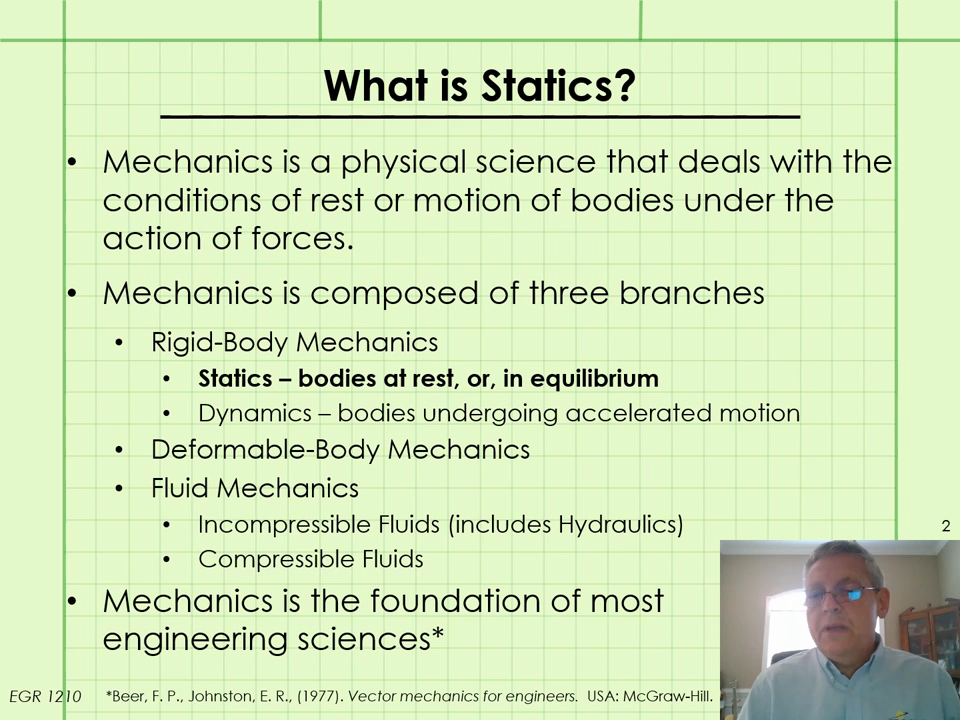 What is Statics?
• Mechanics is a physical science that deals with the
conditions of rest or motion of bodies under the
action of forces.
• Mechanics is composed of three branches
• Rigid-Body Mechanics
• Statics – bodies at rest, or, in equilibrium
• Dynamics – bodies undergoing accelerated motion
• Deformable-Body Mechanics
• Fluid Mechanics
• Incompressible Fluids (includes Hydraulics)
• Compressible Fluids
• Mechanics is the foundation of most
engineering sciences*
2
EGR 1210
*Beer, F. P., Johnston, E. R., (1977). Vector mechanics for engineers. USA: McGraw-Hill.